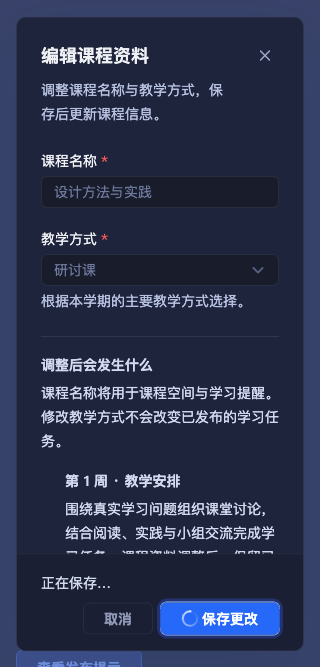 编辑课程资料
调整课程名称与教学方式，保
存后更新课程信息。
课程名称 *
设计方法与实践
教学方式 *
研讨课
根据本学期的主要教学方式选择。
调整后会发生什么
课程名称将用于课程空间与学习提醒。
修改教学方式不会改变已发布的学习任
务。
第 1 周 · 教学安排
围绕真实学习问题组织课堂讨论，
结合阅读、实践与小组交流完成学
正在保存...
取消
保存更改